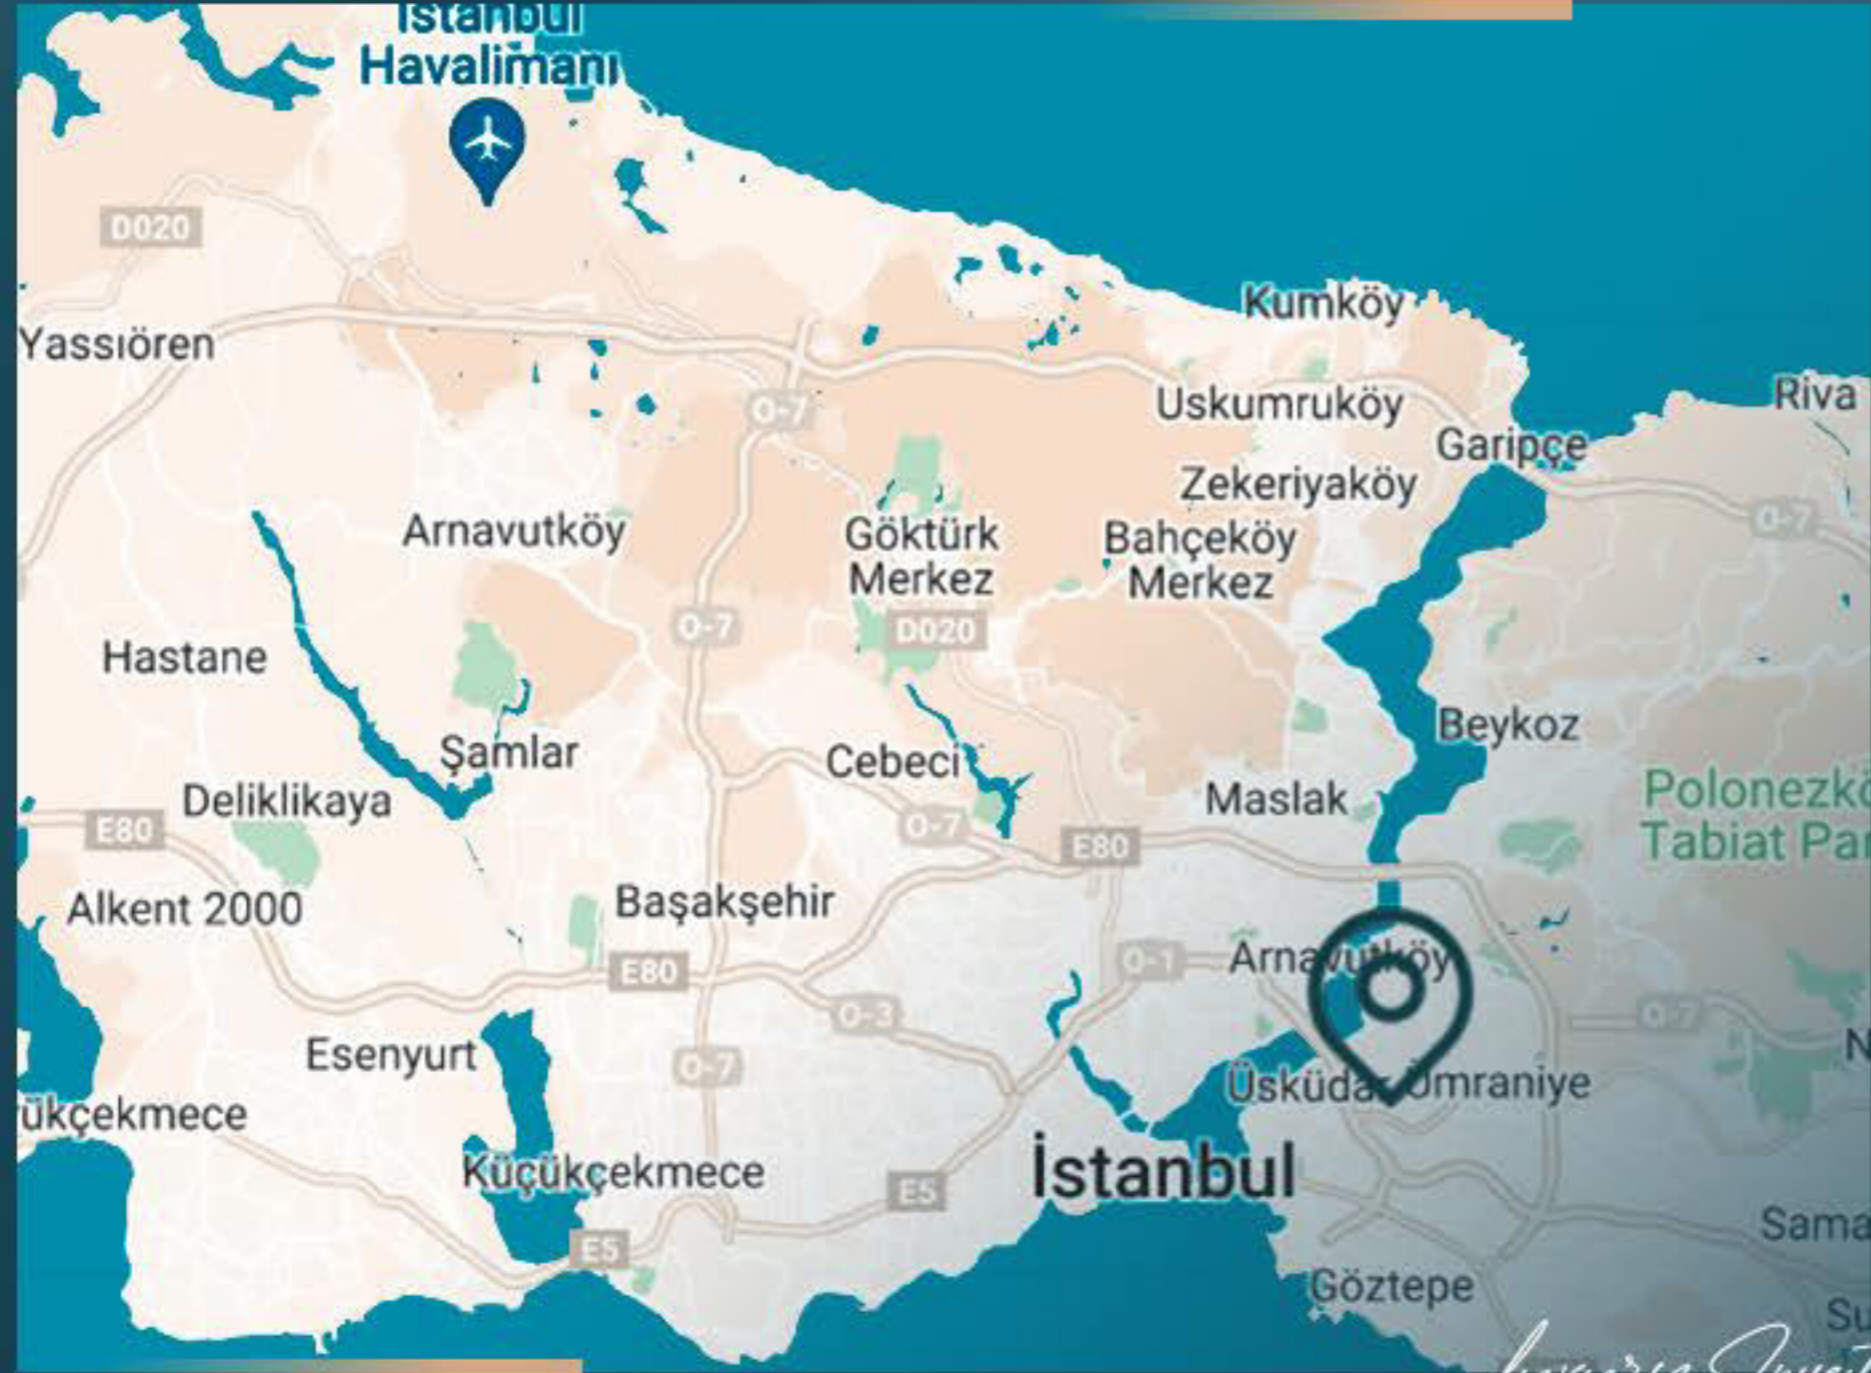 İstanbul
Havalimanı
D020
Kumköy
Yassıören
Riva
O-7
Uskumruköy
Garipçe
Zekeriyaköy
O-7
Arnavutköy
Göktürk
Merkez
Bahçeköy
Merkez
O-7
D020
Hastane
Beykoz
Şamlar
Cebeci
Deliklikaya
Maslak
Polonezkö
Tabiat Par
E80
O-7
E80
Alkent 2000
Başakşehir
E80
O-1
Arnavutköy
O-3
O-7
Esenyurt
O-7
N
Üsküdar
Ümraniye
ükçekmece
Küçükçekmece
İstanbul
E5
E5
Sama
Göztepe
Su